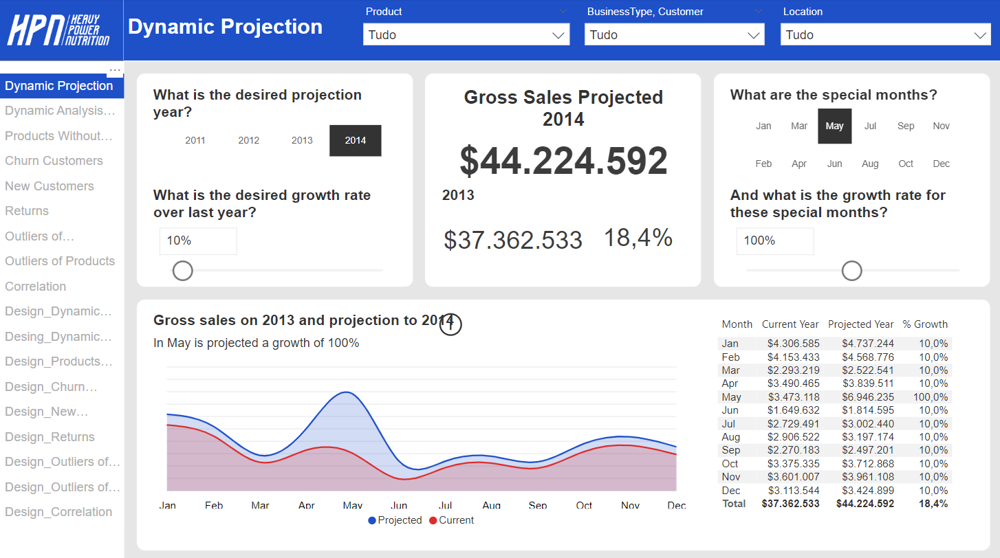 HPN HEAVY
POWER
NUTRITION
Dynamic Projection
Product
Tudo
BusinessType, Customer
Tudo
Location
Tudo
...
Dynamic Projection
Dynamic Analysis...
Products Without...
Churn Customers
New Customers
Returns
Outliers of...
Outliers of Products
Correlation
Design_Dynamic...
Desing_Dynamic...
Design_Products...
Design_Churn...
Design_New...
Design_Returns
Design_Outliers of...
Design_Outliers of...
Design_Correlation
What is the desired projection
year?
2011 2012 2013 2014
What is the desired growth rate
over last year?
10%
Gross Sales Projected
2014
$44.224.592
2013
$37.362.533 18,4%
What are the special months?
Jan Mar May Jul Sep Nov
Feb Apr Jun Aug Oct Dec
And what is the growth rate for
these special months?
100%
Gross sales on 2013 and projection to 2014
In May is projected a growth of 100%
Jan Feb Mar Apr May Jun Jul Aug Sep Oct Nov Dec
Projected Current
Month Current Year Projected Year % Growth
Jan $4.306.585 $4.737.244 10,0%
Feb $4.153.433 $4.568.776 10,0%
Mar $2.293.219 $2.522.541 10,0%
Apr $3.490.465 $3.839.511 10,0%
May $3.473.118 $6.946.235 100,0%
Jun $1.649.632 $1.814.595 10,0%
Jul $2.729.491 $3.002.440 10,0%
Aug $2.906.522 $3.197.174 10,0%
Sep $2.270.183 $2.497.201 10,0%
Oct $3.375.335 $3.712.868 10,0%
Nov $3.601.007 $3.961.108 10,0%
Dec $3.113.544 $3.424.899 10,0%
Total $37.362.533 $44.224.592 18,4%